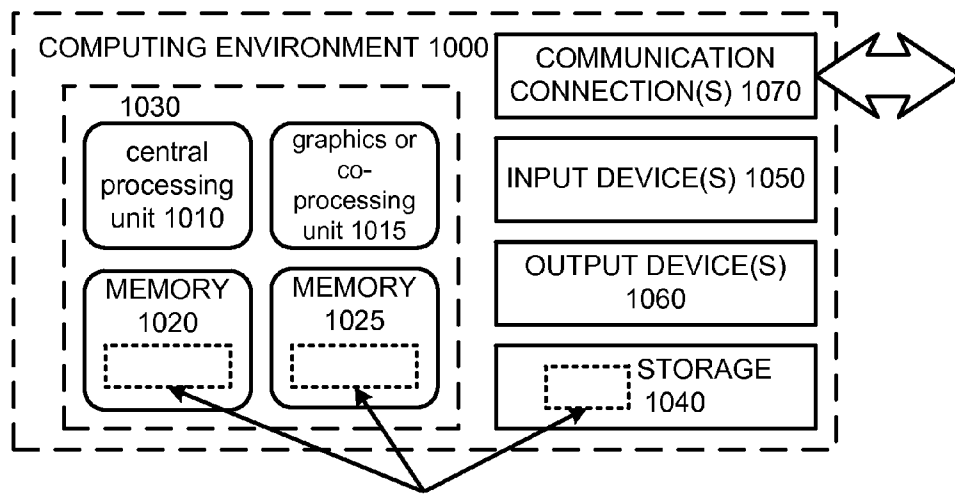 COMPUTING ENVIRONMENT 1000
COMMUNICATION
CONNECTION(S) 1070
1030
central
processing
unit 1010
graphics or
co-
processing
unit 1015
INPUT DEVICE(S) 1050
MEMORY
1020
MEMORY
1025
OUTPUT DEVICE(S)
1060
STORAGE
1040